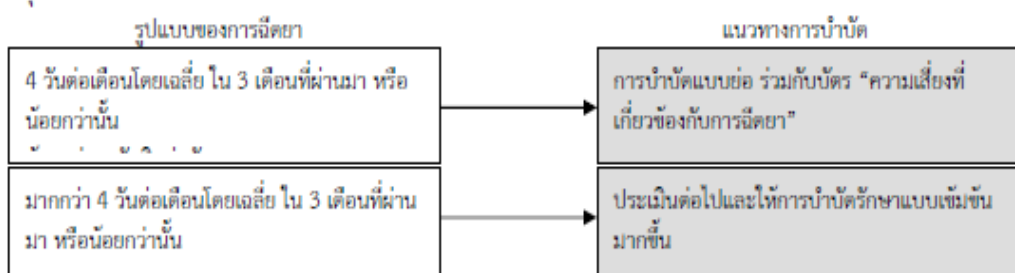 รูปแบบของการฉีดยา
แนวทางการบำบัด
4 วันต่อเดือนโดยเฉลี่ย ใน 3 เดือนที่ผ่านมา หรือ
น้อยกว่านั้น
การบำบัดแบบย่อ ร่วมกับบัตร “ความเสี่ยงที่
เกี่ยวข้องกับการฉีดยา”
มากกว่า 4 วันต่อเดือนโดยเฉลี่ย ใน 3 เดือนที่ผ่าน
มา หรือน้อยกว่านั้น
ประเมินต่อไปและให้การบำบัดรักษาแบบเข้มข้น
มากขึ้น